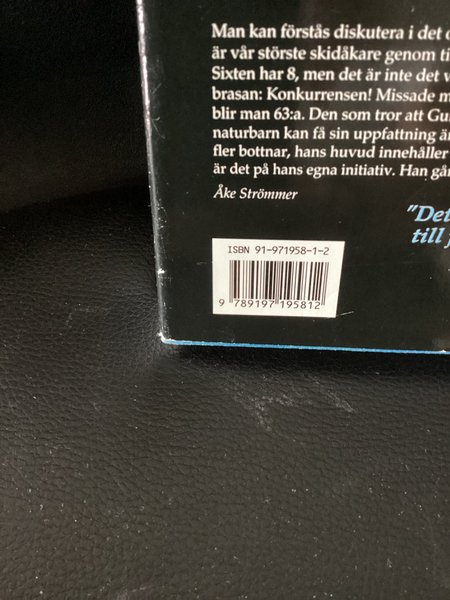 Man kan förstås diskutera i det
är vår störste skidåkare genom
Sixten har 8, men det är inte det
brasan: Konkurrensen! Missade
blir man 63:a. Den som tror att
naturbarn kan få sin uppfattning
fler bottnar, hans huvud innehåller
är det på hans egna initiativ. Han
Åke Strömmer
"Det
till
ISBN 91-971958-1-2
9 789197 195812